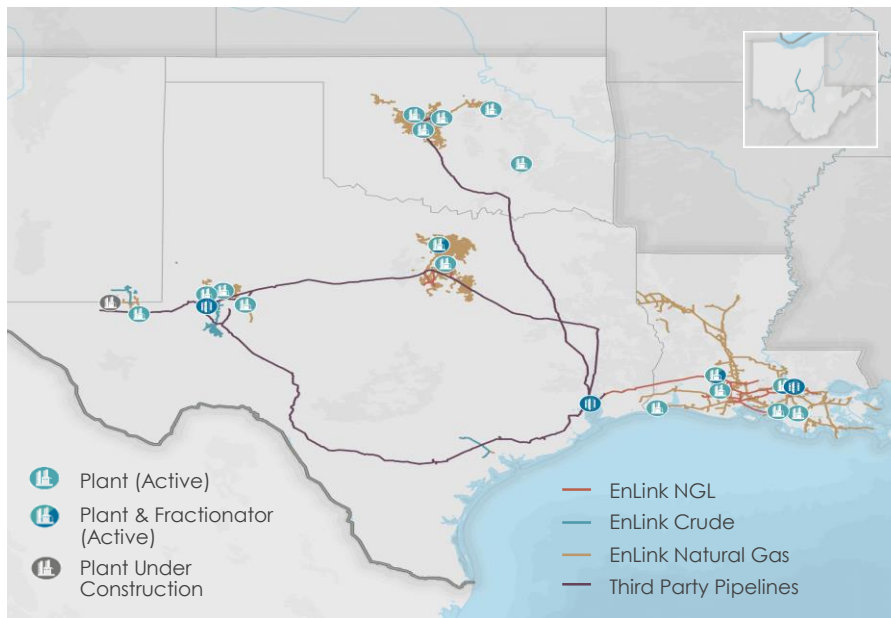 Plant (Active)
Plant & Fractionator
(Active)
Plant Under
Construction
EnLink NGL
EnLink Crude
EnLink Natural Gas
Third Party Pipelines